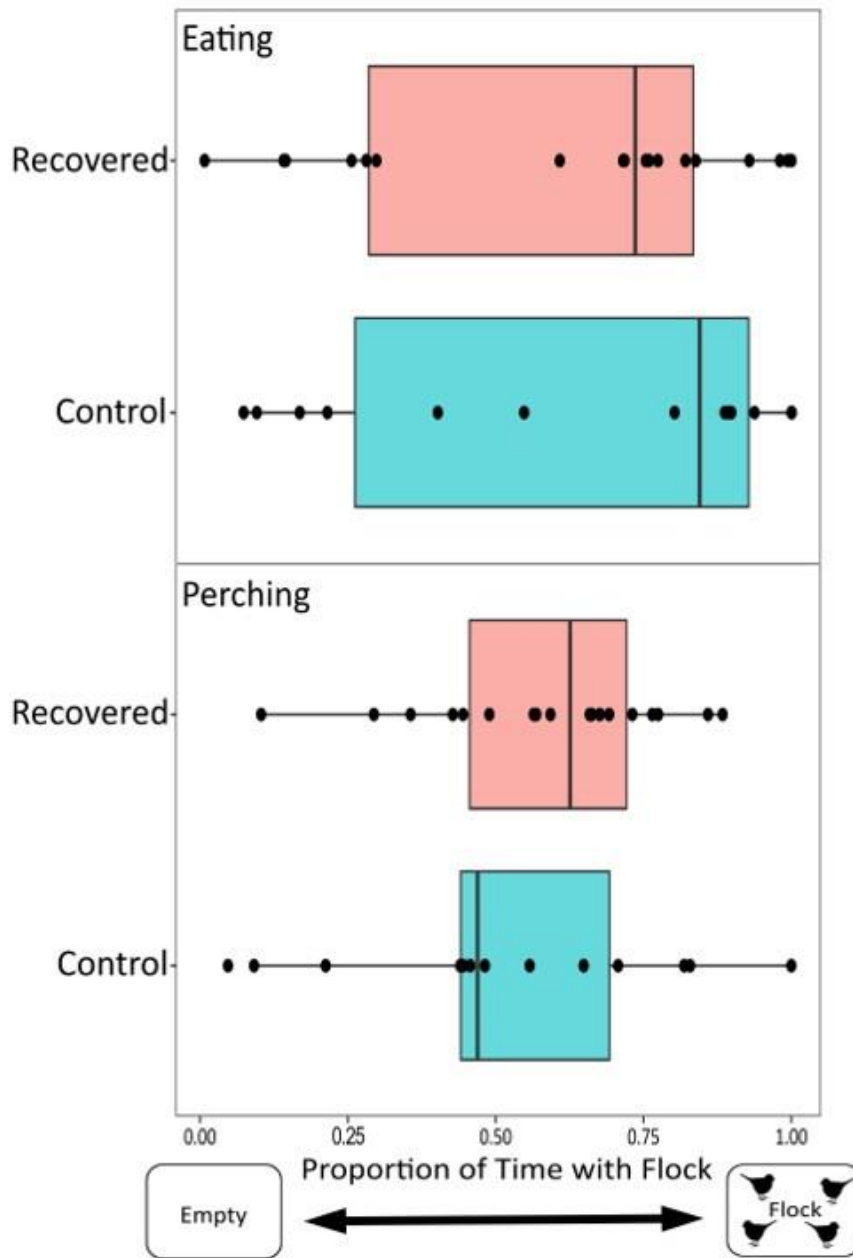 Eating
Recovered
Control
Perching
Recovered
Control
0.00 0.25 0.50 0.75 1.00
Proportion of Time with Flock
Empty
Flock